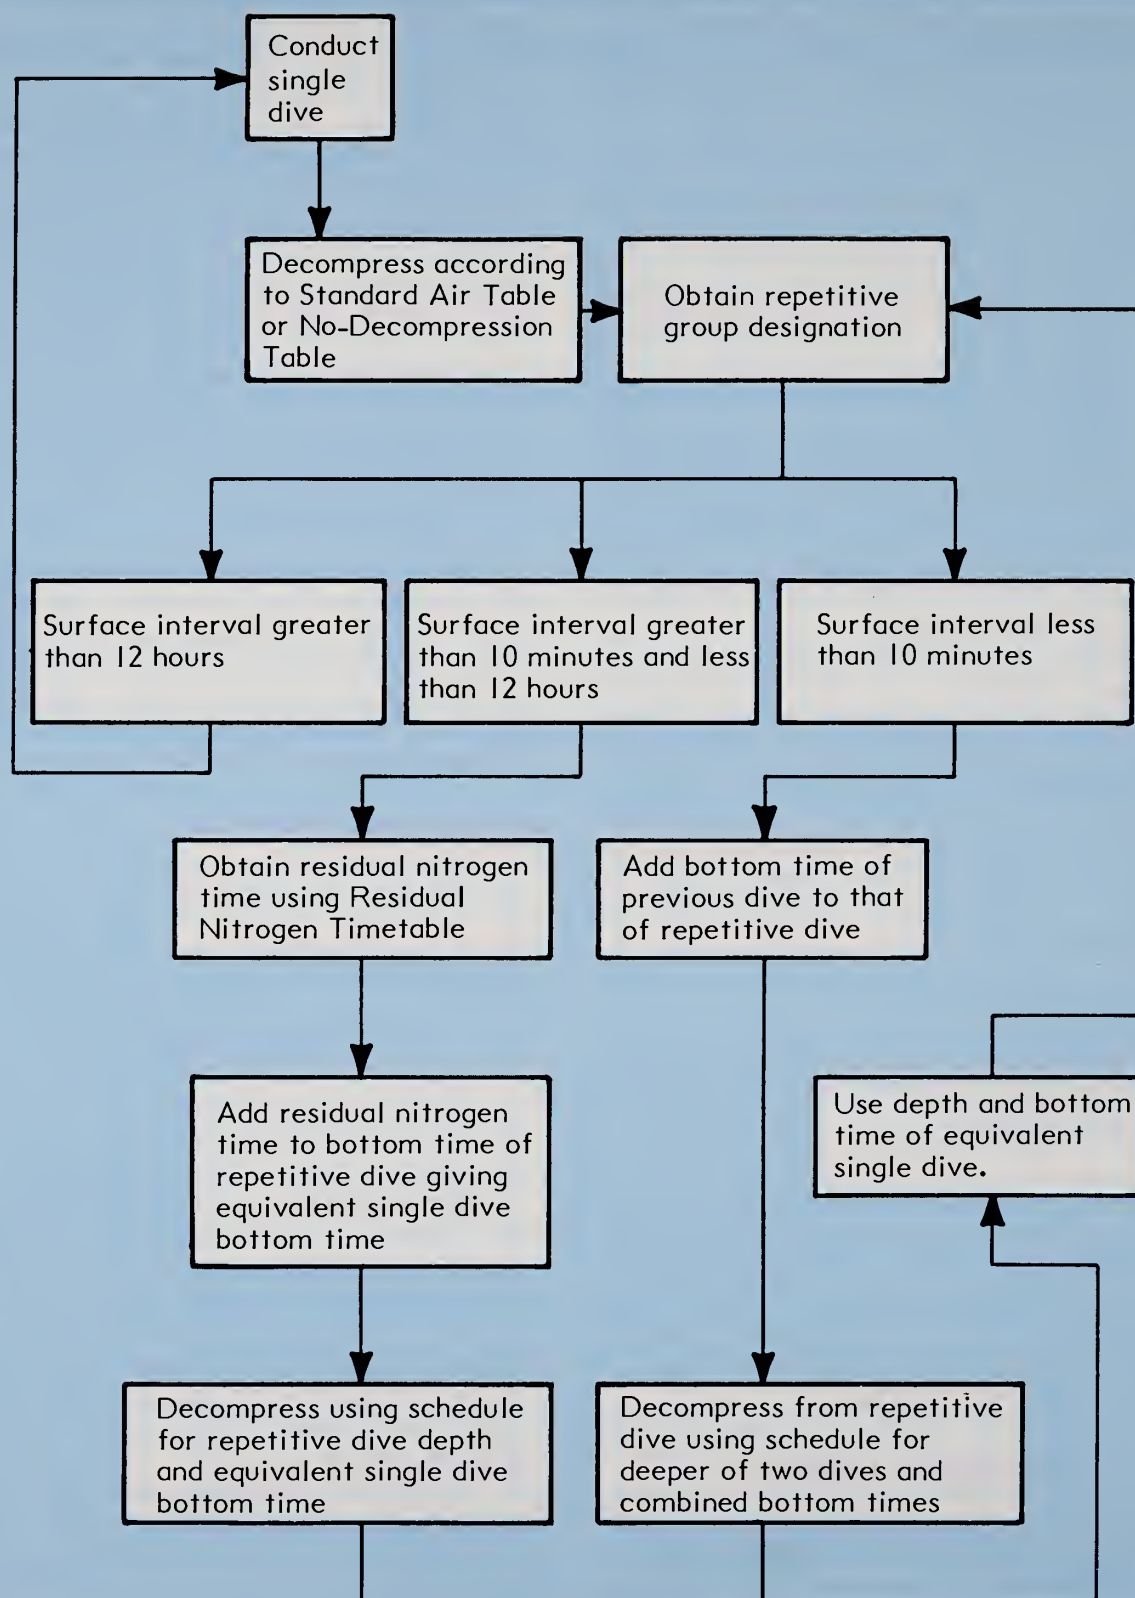 Conduct
single
dive
Decompress according
to Standard Air Table
or No-Decompression
Table
Obtain repetitive
group designation
Surface interval greater
than 12 hours
Surface interval greater
than 10 minutes and less
than 12 hours
Surface interval less
than 10 minutes
Obtain residual nitrogen
time using Residual
Nitrogen Timetable
Add bottom time of
previous dive to that
of repetitive dive
Add residual nitrogen
time to bottom time of
repetitive dive giving
equivalent single dive
bottom time
Use depth and bottom
time of equivalent
single dive.
Decompress using schedule
for repetitive dive depth
and equivalent single dive
bottom time
Decompress from repetitive
dive using schedule for
deeper of two dives and
combined bottom times